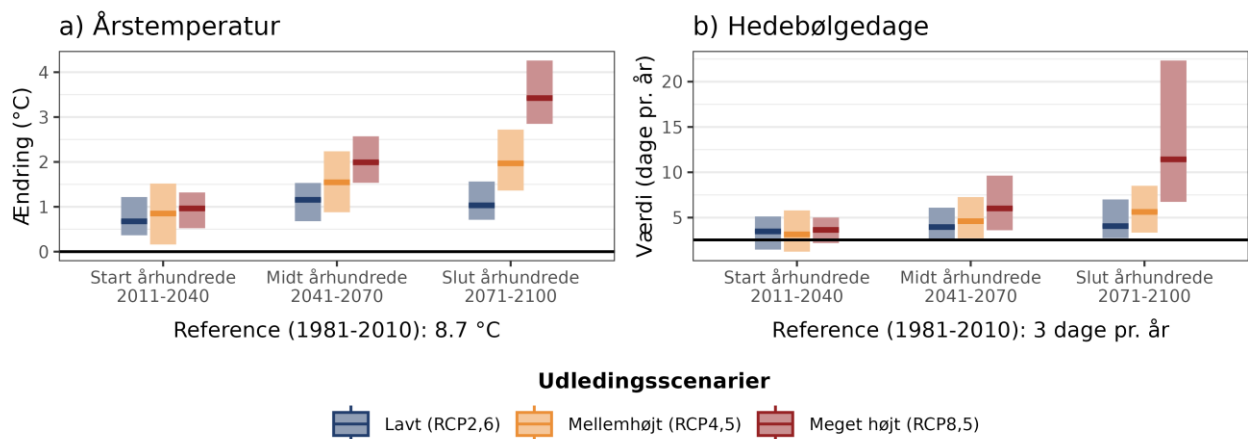 a) Årstemperatur
Ændring (°C)
4
3
2
1
0
Start århundrede
2011-2040
Midt århundrede
2041-2070
Slut århundrede
2071-2100
Reference (1981-2010): 8.7 °C
b) Hedebølgedage
Værdi (dage pr. år)
20
15
10
5
Start århundrede
2011-2040
Midt århundrede
2041-2070
Slut århundrede
2071-2100
Reference (1981-2010): 3 dage pr. år
Udledingsscenarier
Lavt (RCP2,6)
Mellemhøjt (RCP4,5)
Meget højt (RCP8,5)